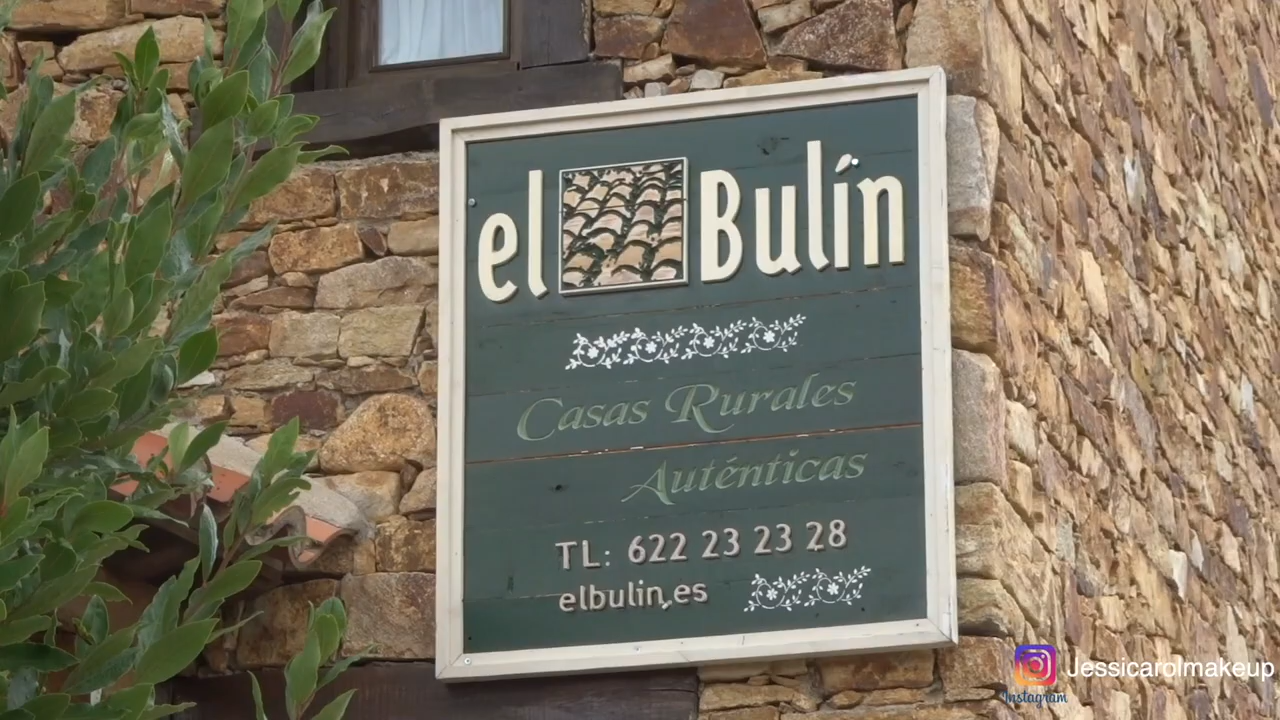 el Bulín
Casas Rurales
Auténticas
TL: 622 23 23 28
elbulin.es
Jessicarolmakeup
Instagram